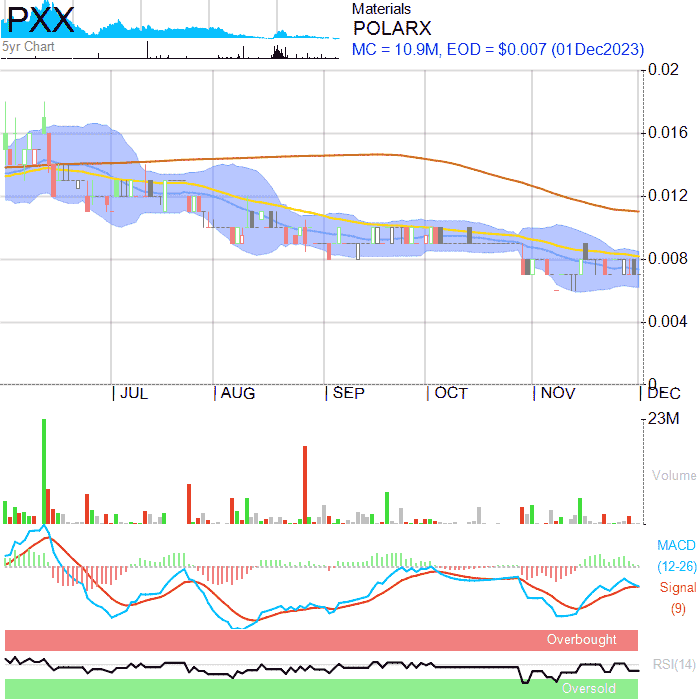 PXX
5yr Chart
Materials
POLARX
MC = 10.9M, EOD = $0.007 (01Dec2023)
0.02
0.016
0.012
0.008
0.004
0
JUL
AUG
SEP
OCT
NOV
DEC
23M
Volume
MACD
(12-26)
Signal
(9)
Overbought
RSI(14)
Oversold